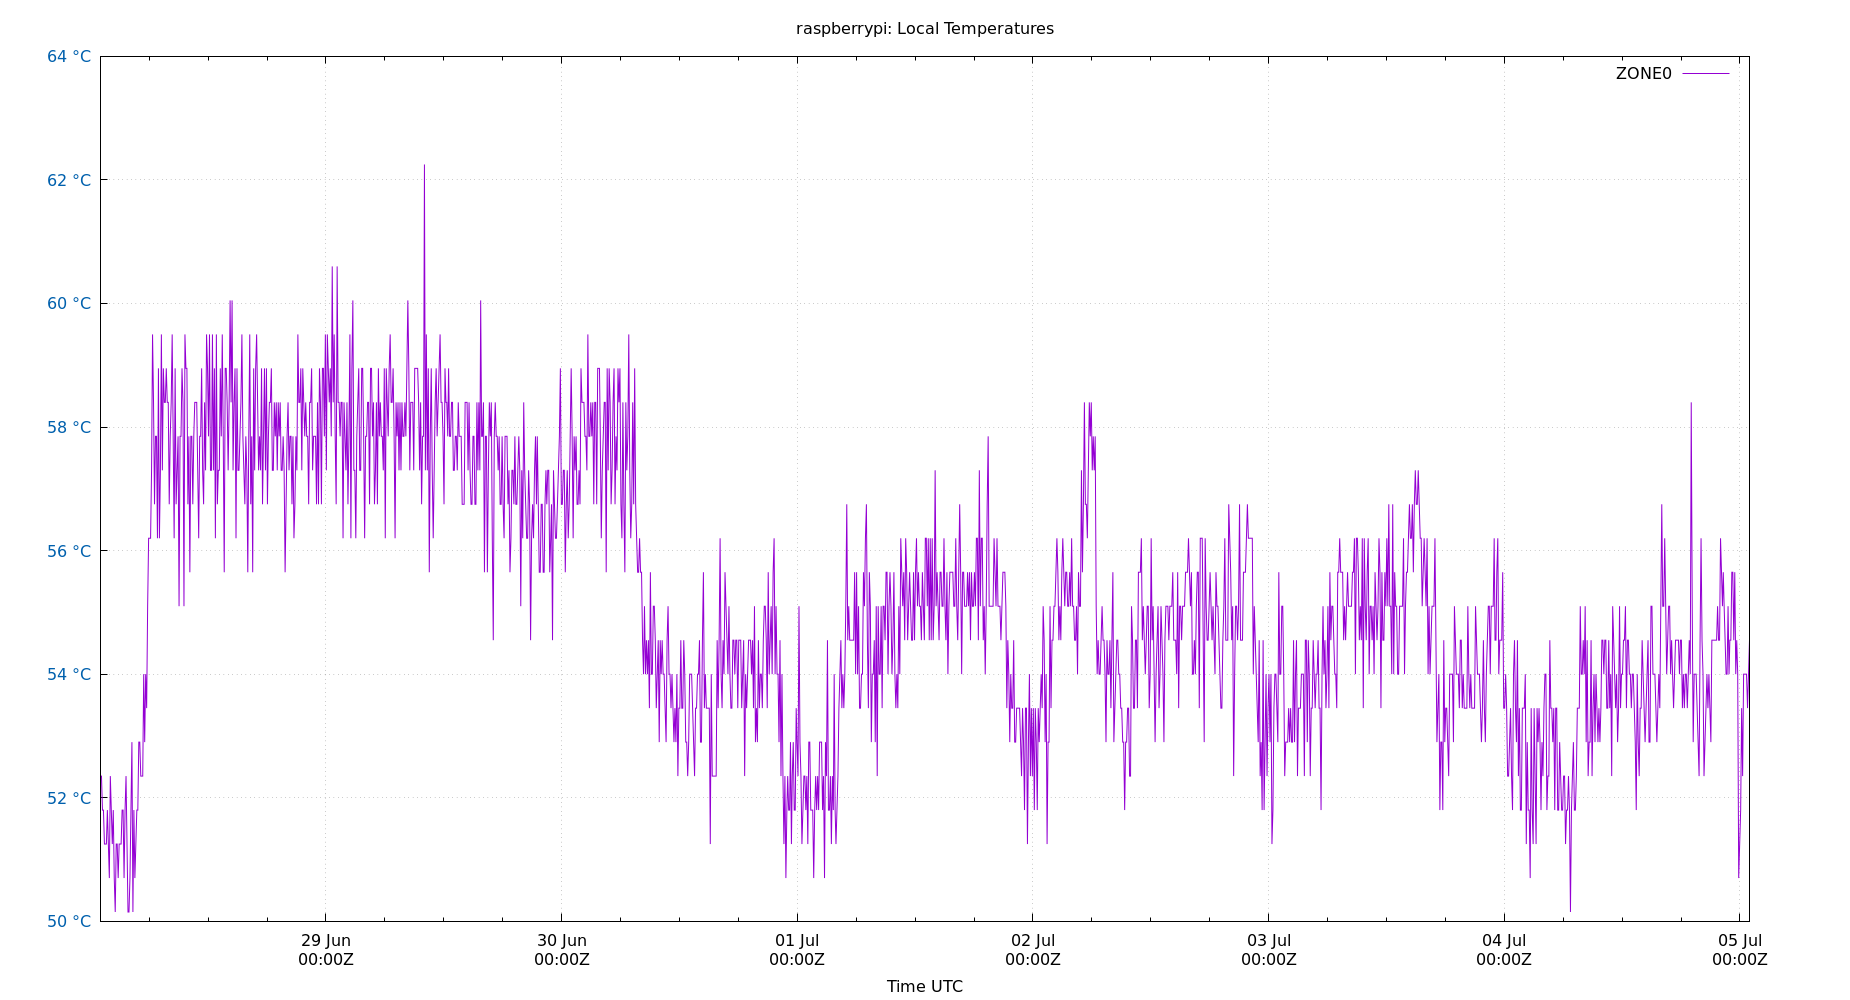 raspberrypi: Local Temperatures
64 °C
ZONE0
62 °C
60 °C
58 °C
56 °C
54 °C
52 °C
50 °C
29 Jun 30 Jun 01 Jul 02 Jul 03 Jul 04 Jul 05 Jul
00:00Z 00:00Z 00:00Z 00:00Z 00:00Z 00:00Z 00:00Z
Time UTC